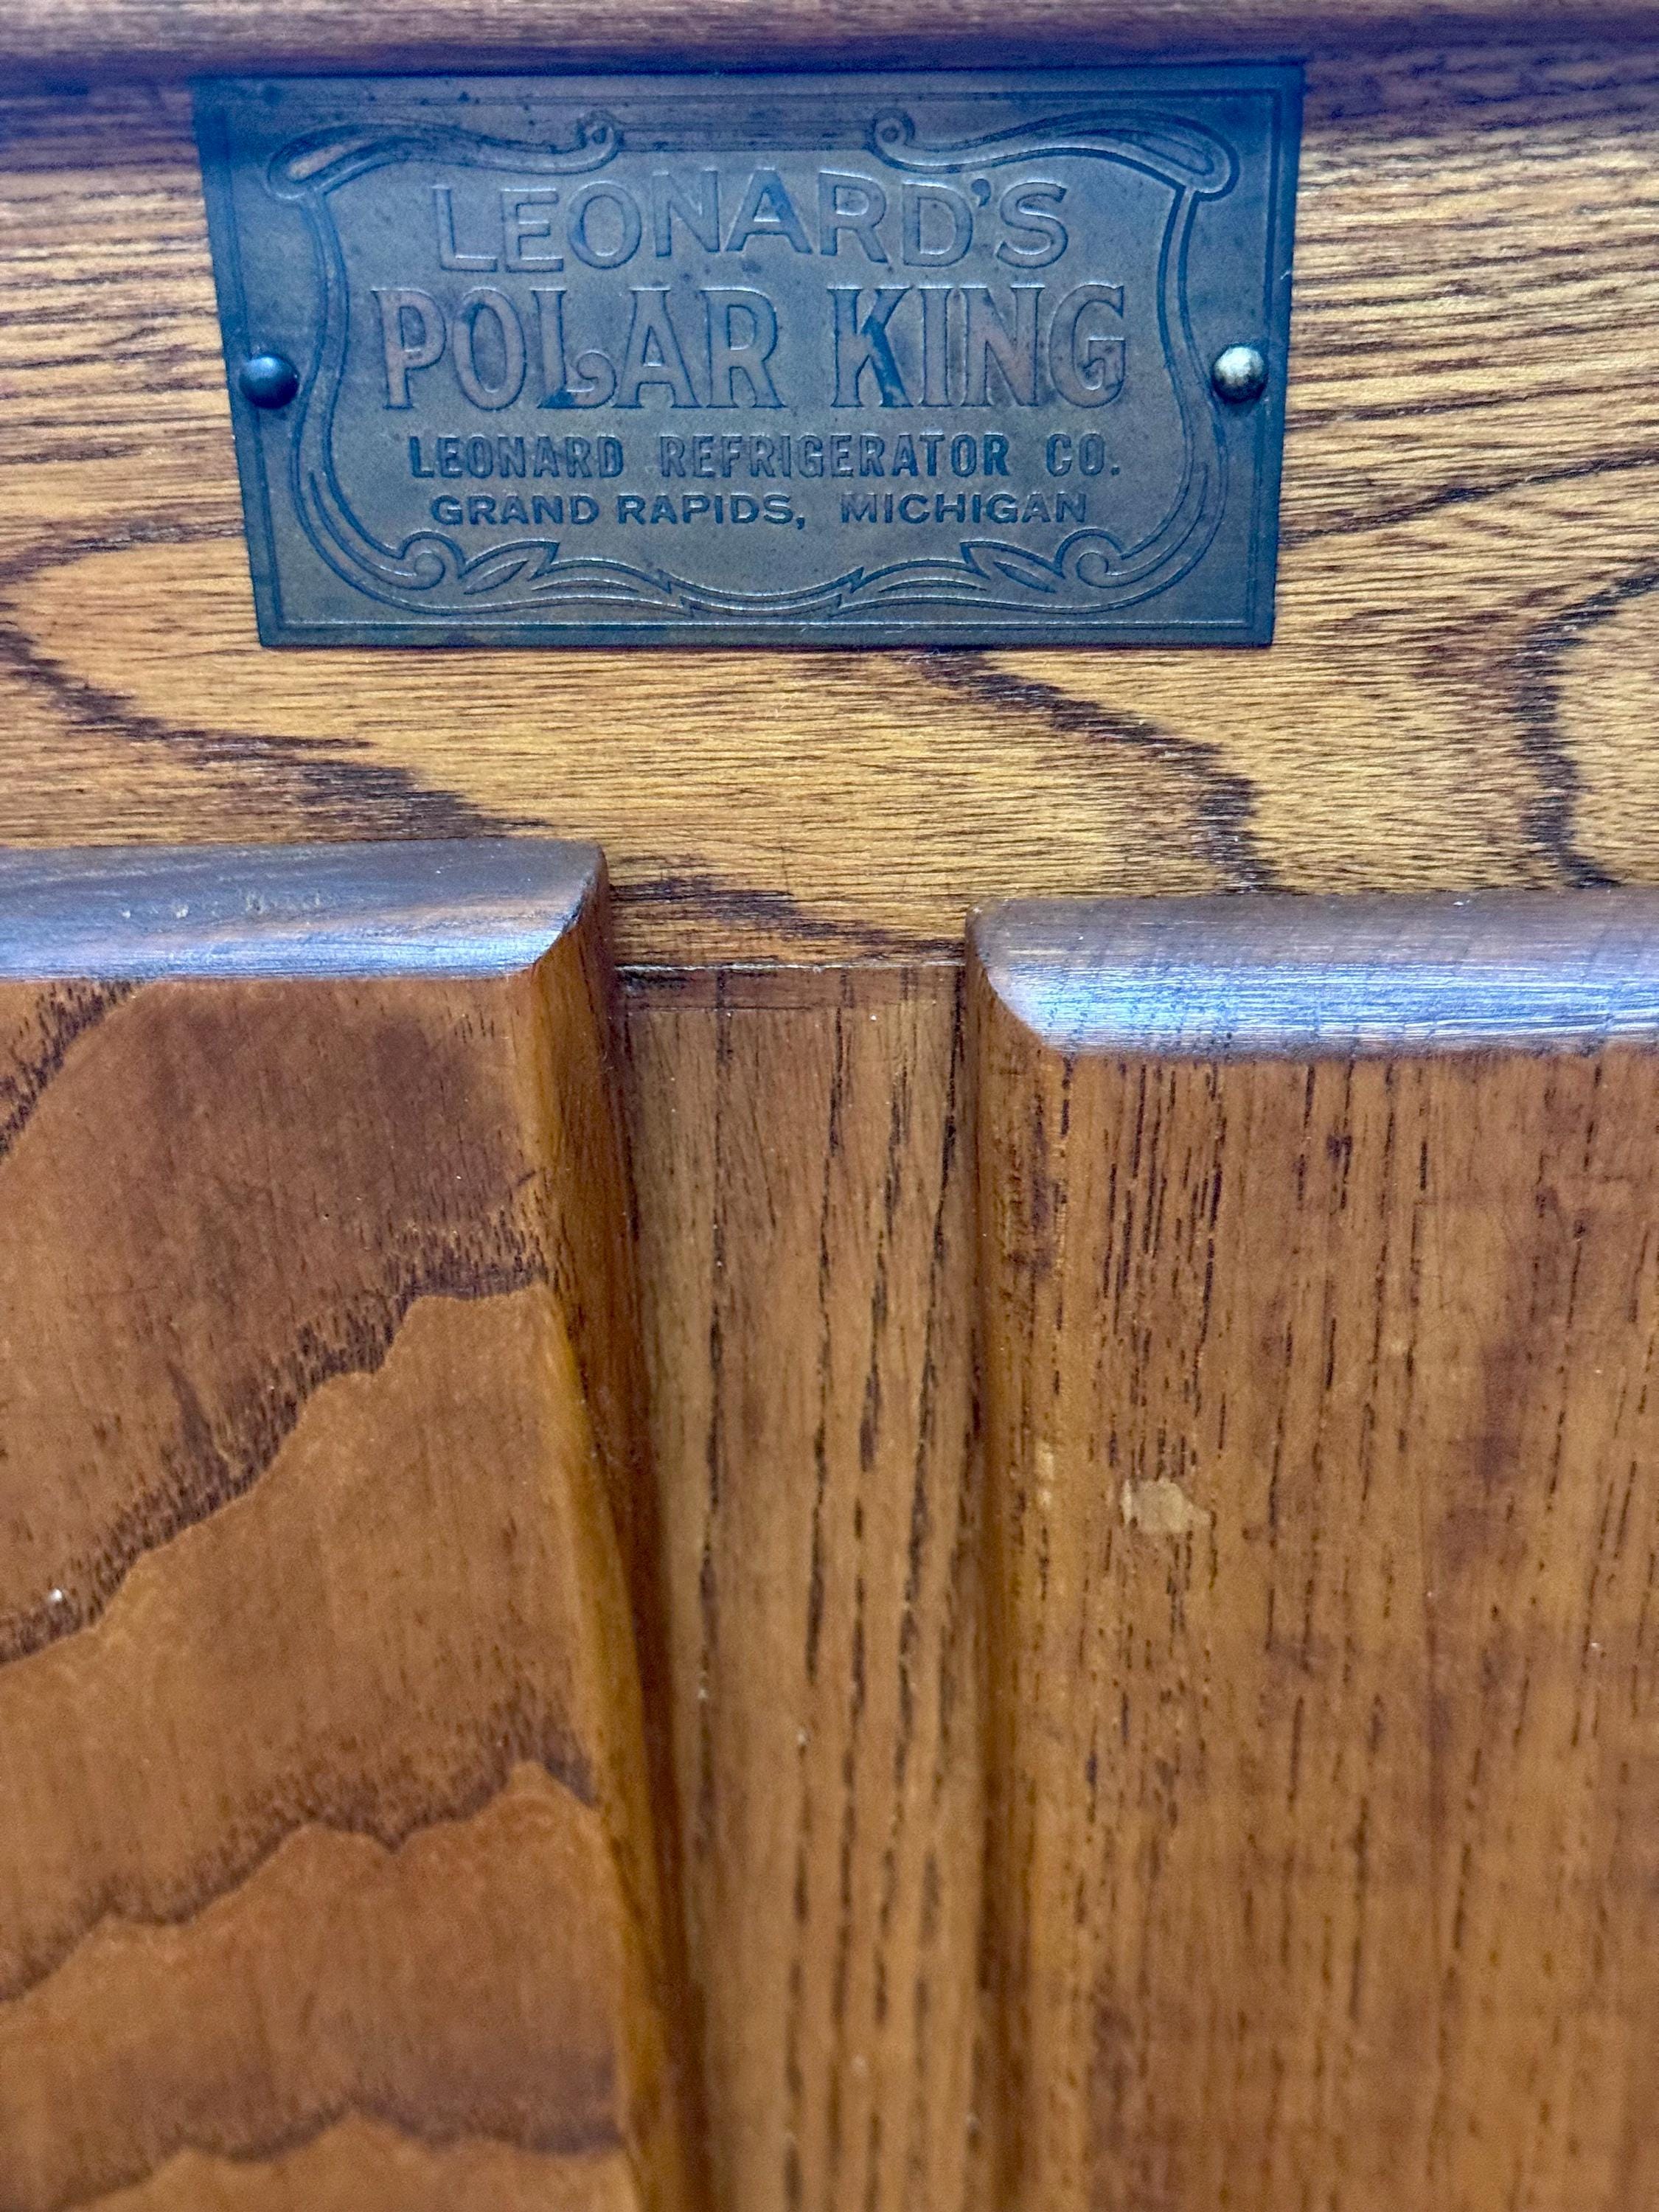 LEONARD'S
POLAR KING
LEONARD REFRIGERATOR CO.
GRAND RAPIDS, MICHIGAN